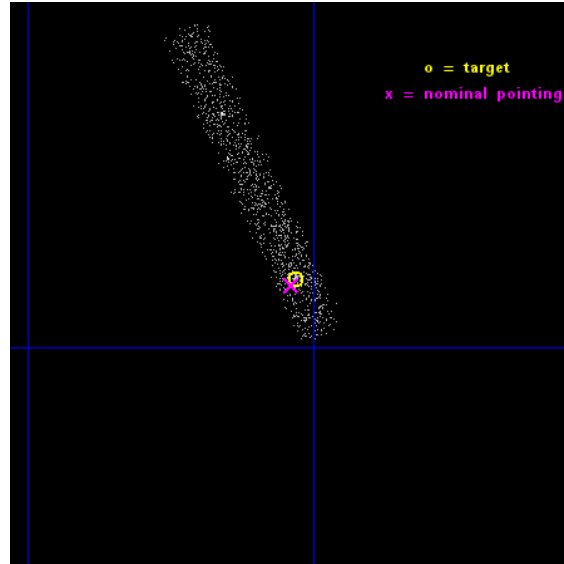 o = target
x = nominal pointing